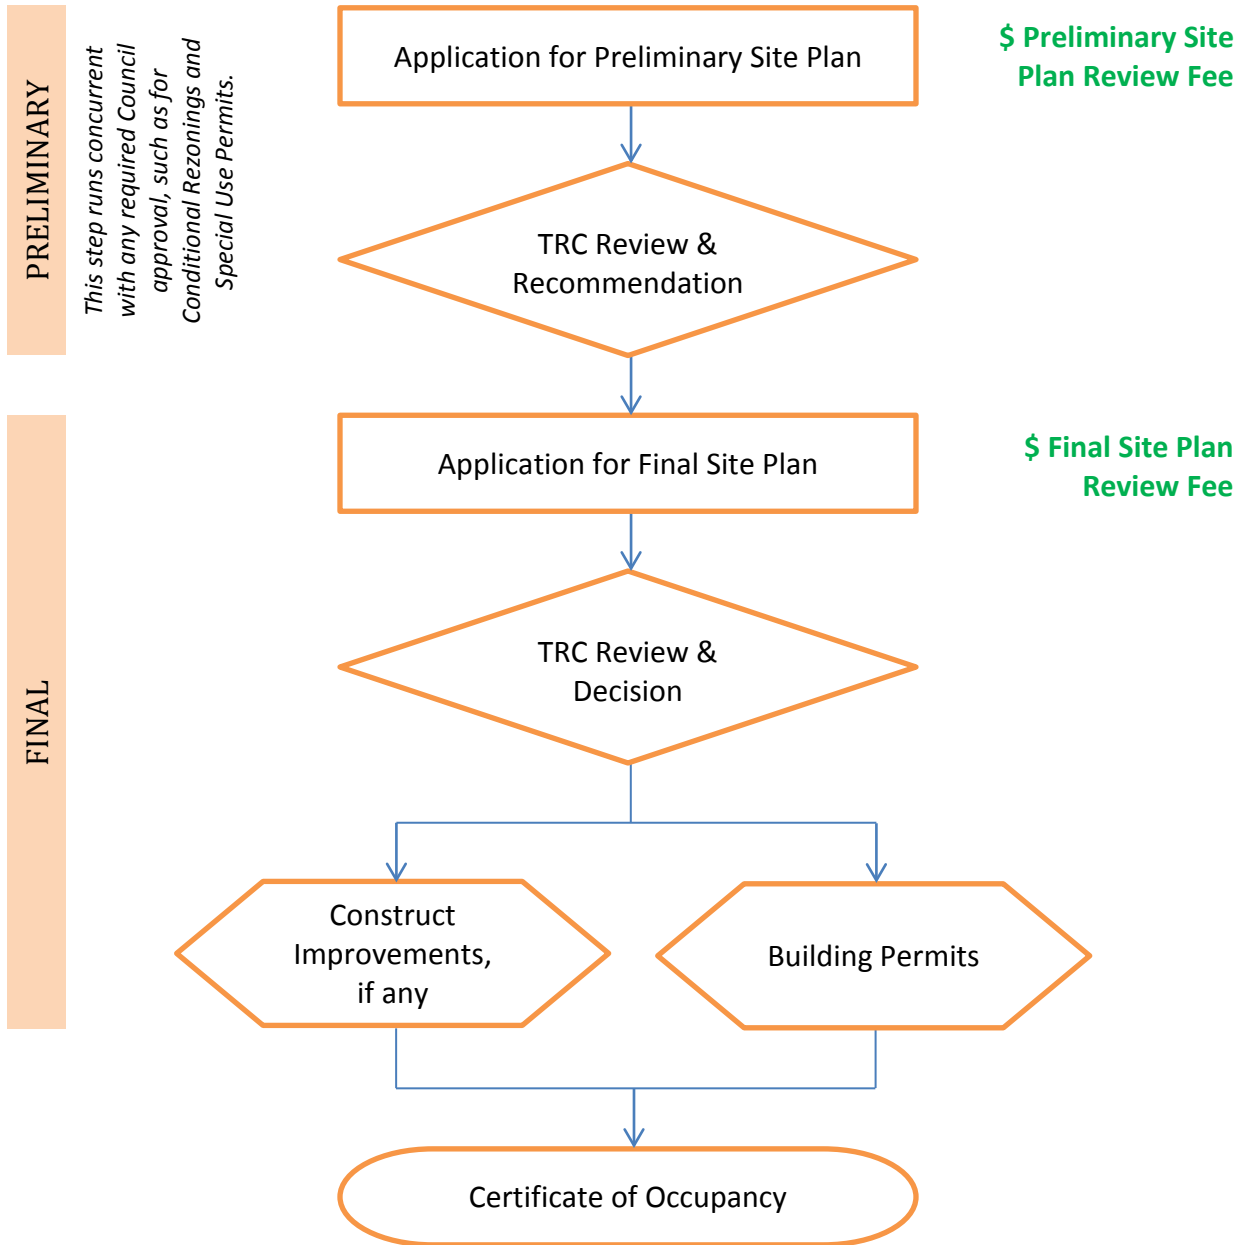 PRELIMINARY
This step runs concurrent
with any required Council
approval, such as for
Conditional Rezonings and
Special Use Permits.
Application for Preliminary Site Plan
$ Preliminary Site
Plan Review Fee
TRC Review &
Recommendation
FINAL
Application for Final Site Plan
$ Final Site Plan
Review Fee
TRC Review &
Decision
Construct
Improvements,
if any
Building Permits
Certificate of Occupancy